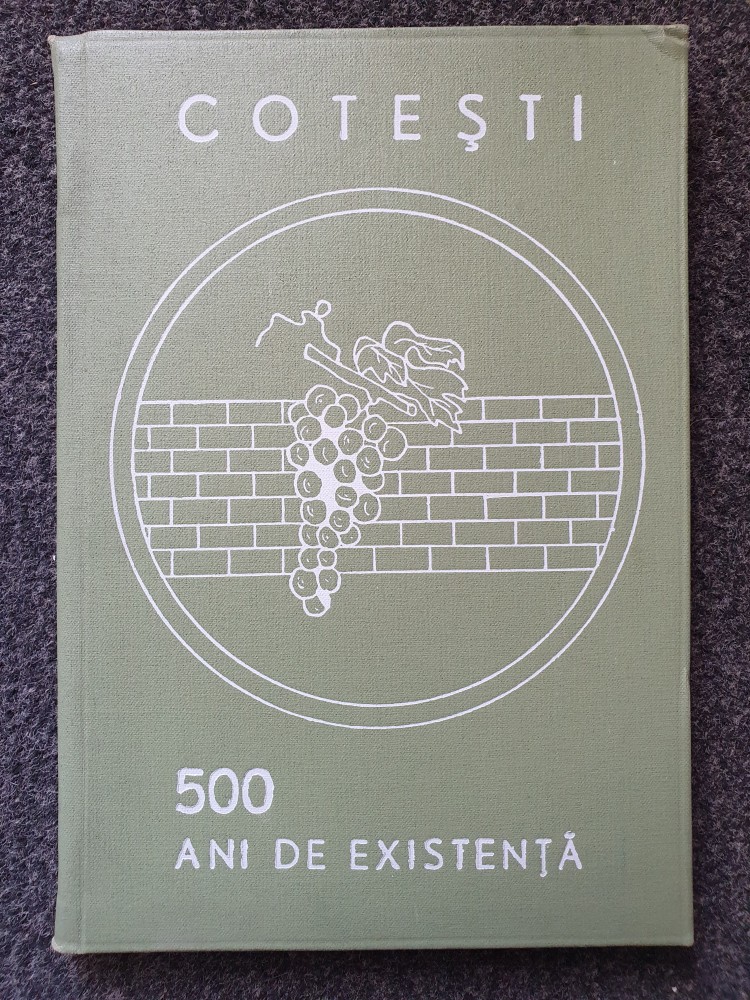 COTEŞTI
500
ANI DE EXISTENŢĂ